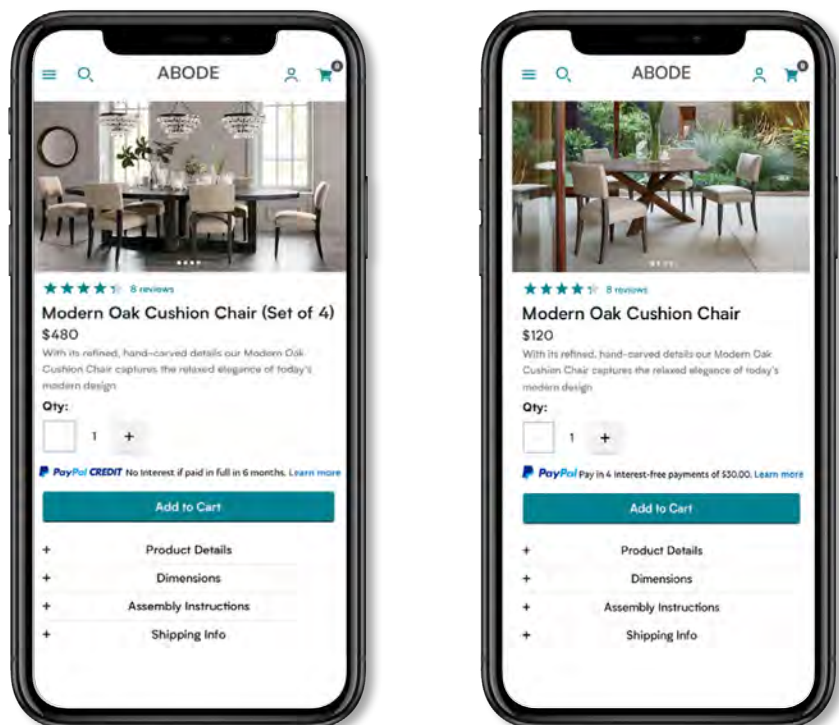 ABODE
0
8 reviews
Modern Oak Cushion Chair (Set of 4)
$480
With its refined, hand-carved details our Modern Oak
Cushion Chair captures the relaxed elegance of today's
modern design
Qty:
1 +
PayPal CREDIT No Interest if paid in full in 6 months. Learn more
Add to Cart
+ Product Details
+ Dimensions
+ Assembly Instructions
+ Shipping Info
ABODE
0
8 reviews
Modern Oak Cushion Chair
$120
With its refined, hand-carved details our Modern Oak
Cushion Chair captures the relaxed elegance of today's
modern design
Qty:
1 +
PayPal Pay in 4 interest-free payments of $30.00. Learn more
Add to Cart
+ Product Details
+ Dimensions
+ Assembly Instructions
+ Shipping Info